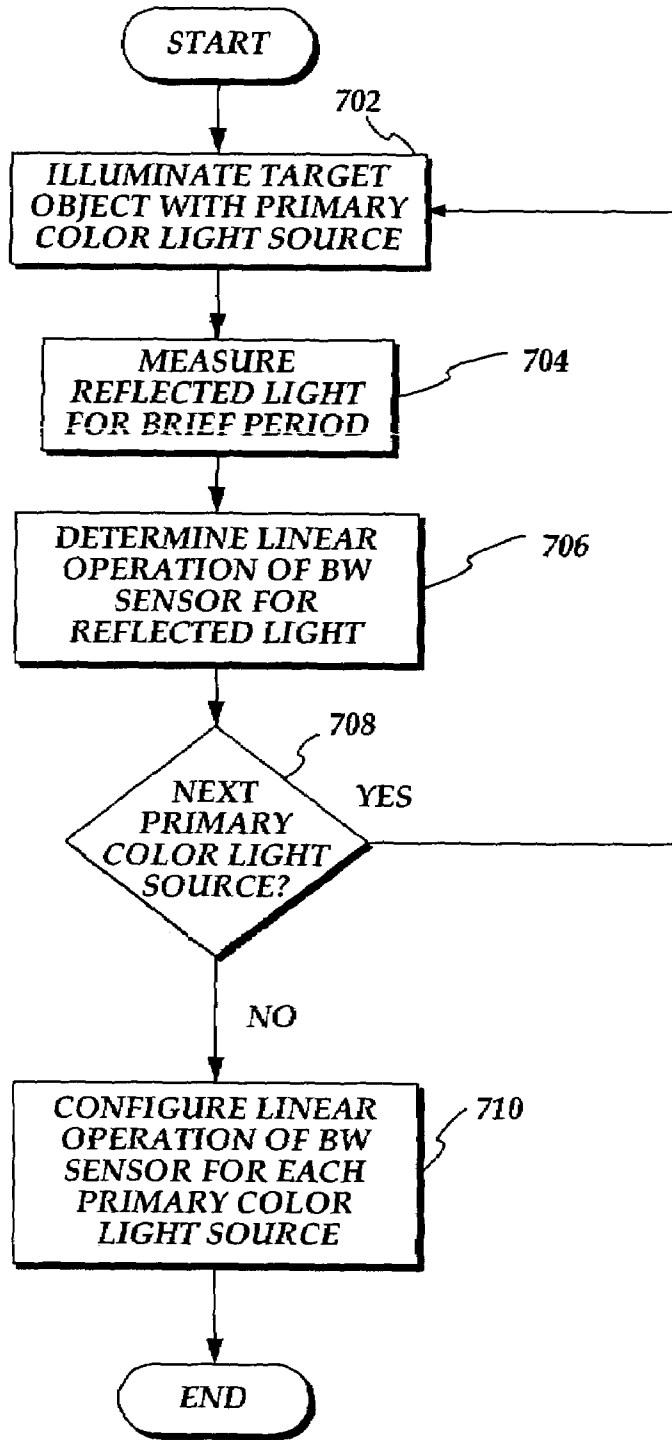 START
702
ILLUMINATE TARGET
OBJECT WITH PRIMARY
COLOR LIGHT SOURCE
MEASURE
REFLECTED LIGHT
FOR BRIEF PERIOD
704
DETERMINE LINEAR
OPERATION OF BW
SENSOR FOR
REFLECTED LIGHT
706
708
NEXT
PRIMARY
COLOR LIGHT
SOURCE?
YES
NO
CONFIGURE LINEAR
OPERATION OF BW
SENSOR FOR EACH
PRIMARY COLOR
LIGHT SOURCE
710
END